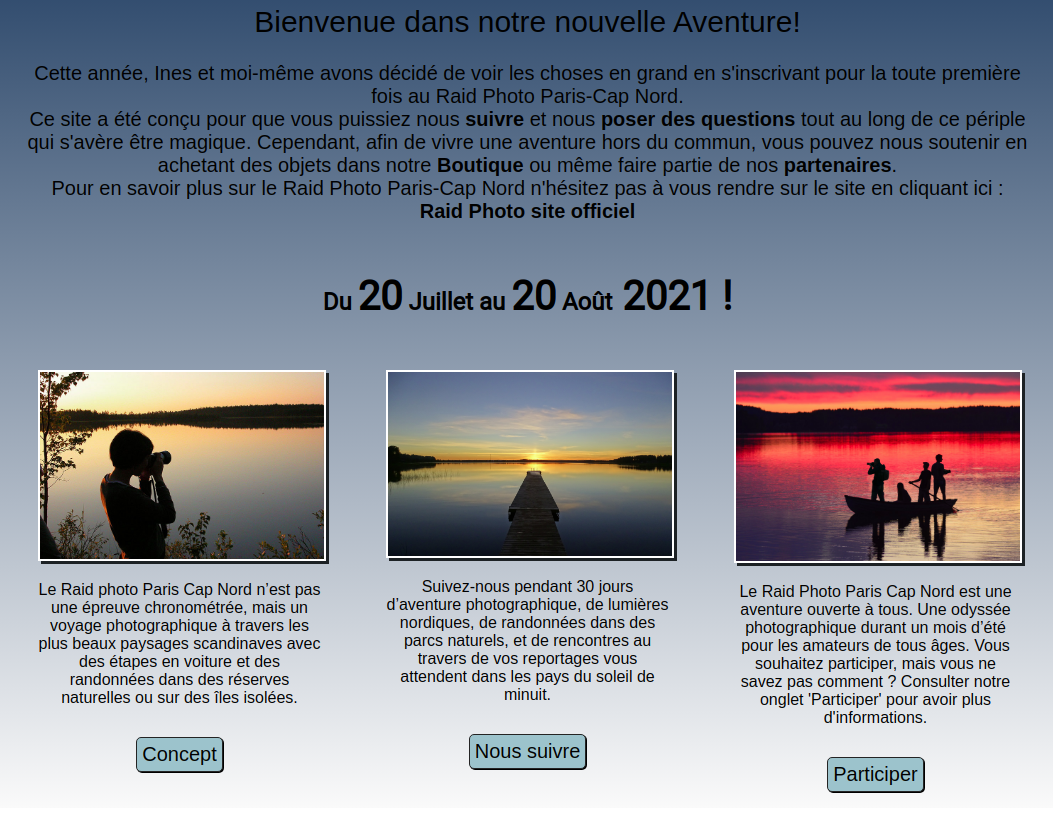 Bienvenue dans notre nouvelle Aventure!
Cette année, Ines et moi-même avons décidé de voir les choses en grand en s'inscrivant pour la toute première
fois au Raid Photo Paris-Cap Nord.
Ce site a été conçu pour que vous puissiez nous suivre et nous poser des questions tout au long de ce périple
qui s'avère être magique. Cependant, afin de vivre une aventure hors du commun, vous pouvez nous soutenir en
achetant des objets dans notre Boutique ou même faire partie de nos partenaires.
Pour en savoir plus sur le Raid Photo Paris-Cap Nord n'hésitez pas à vous rendre sur le site en cliquant ici :
Raid Photo site officiel
Du 20 Juillet au 20 Août 2021 !
Le Raid photo Paris Cap Nord n’est pas
une épreuve chronométrée, mais un
voyage photographique à travers les
plus beaux paysages scandinaves avec
des étapes en voiture et des
randonnées dans des réserves
naturelles ou sur des îles isolées.
Concept
Suivez-nous pendant 30 jours
d’aventure photographique, de lumières
nordiques, de randonnées dans des
parcs naturels, et de rencontres au
travers de vos reportages vous
attendent dans les pays du soleil de
minuit.
Nous suivre
Le Raid Photo Paris Cap Nord est une
aventure ouverte à tous. Une odyssée
photographique durant un mois d’été
pour les amateurs de tous âges. Vous
souhaitez participer, mais vous ne
savez pas comment ? Consulter notre
onglet 'Participer' pour avoir plus
d'informations.
Participer